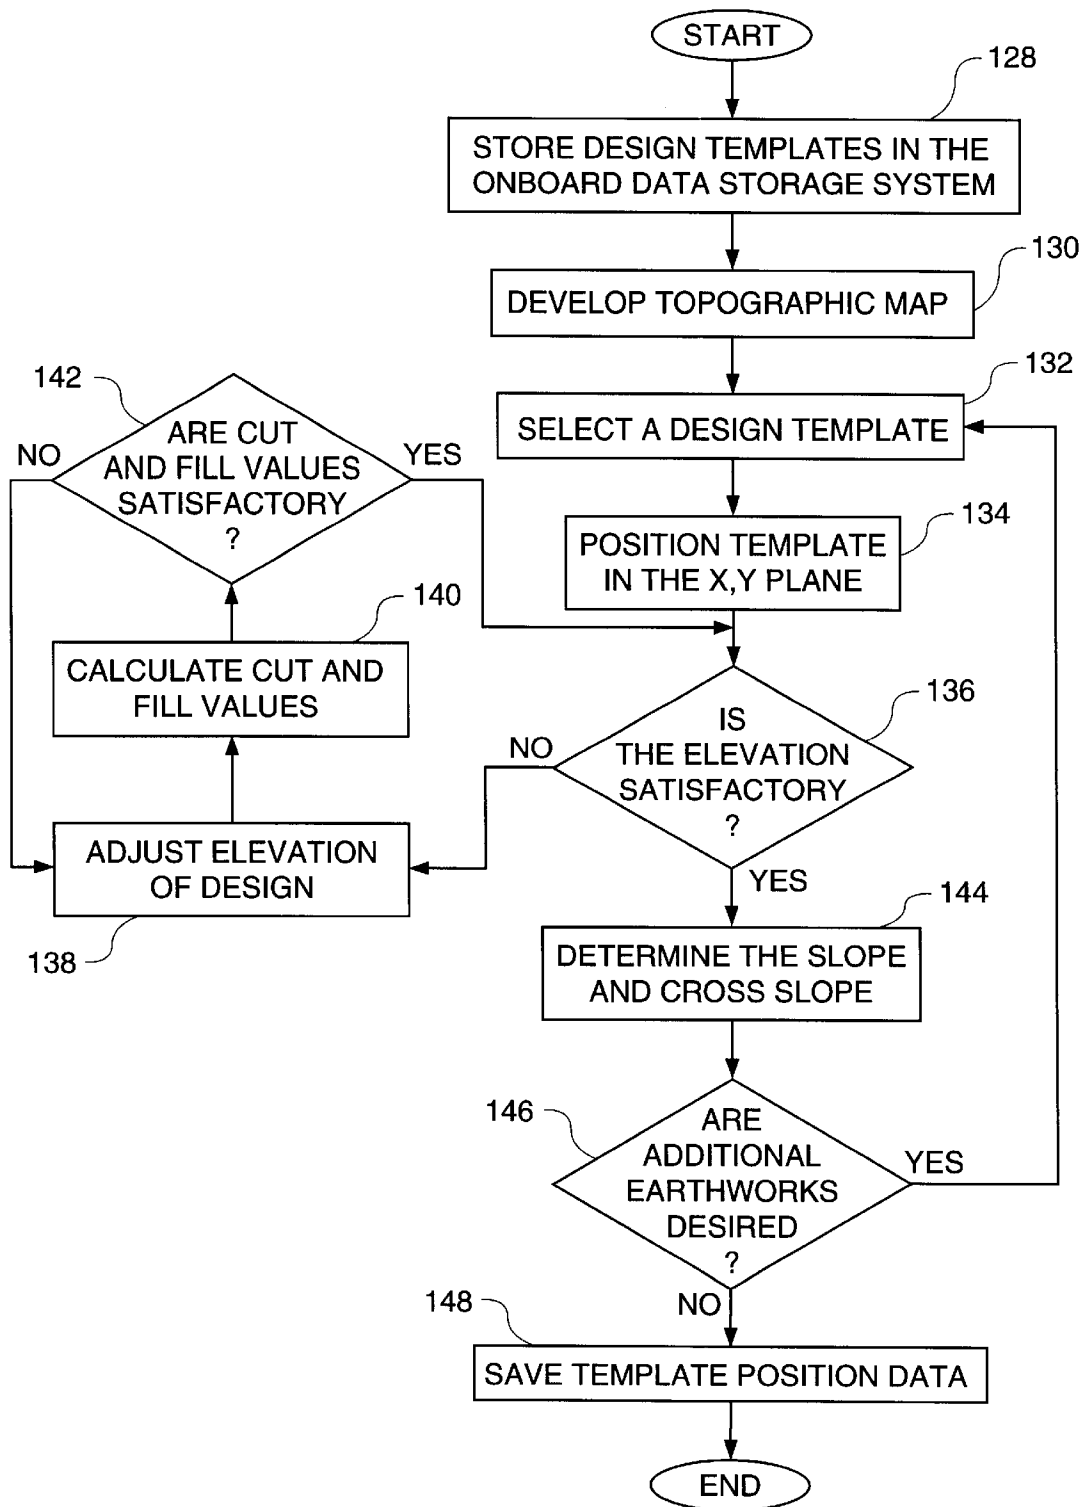 START
128
STORE DESIGN TEMPLATES IN THE
ONBOARD DATA STORAGE SYSTEM
130
DEVELOP TOPOGRAPHIC MAP
132
SELECT A DESIGN TEMPLATE
134
POSITION TEMPLATE
IN THE X,Y PLANE
136
IS
THE ELEVATION
SATISFACTORY
?
NO
YES
138
ADJUST ELEVATION
OF DESIGN
140
CALCULATE CUT AND
FILL VALUES
142
ARE CUT
AND FILL VALUES
SATISFACTORY
?
NO
YES
144
DETERMINE THE SLOPE
AND CROSS SLOPE
146
ARE
ADDITIONAL
EARTHWORKS
DESIRED
?
YES
NO
148
SAVE TEMPLATE POSITION DATA
END